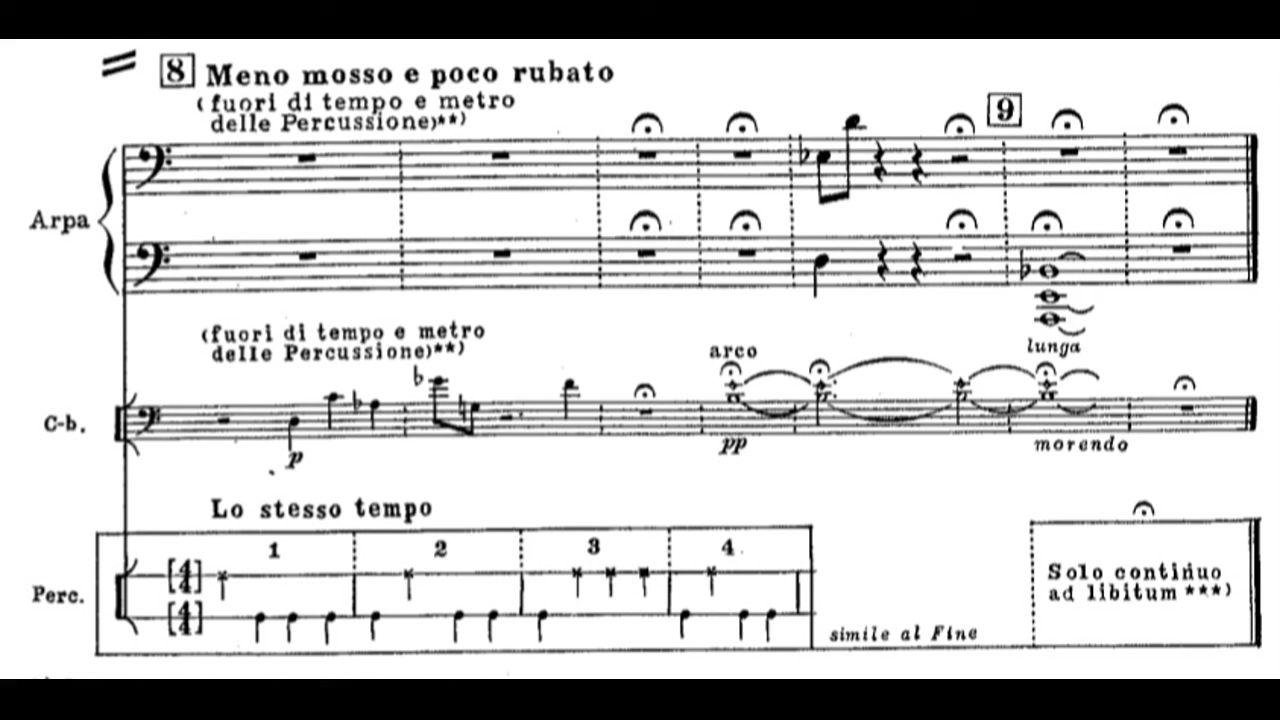 8 Meno mosso e poco rubato
(fuori di tempo e metro
delle Percussione)**)
9
Arpa
(fuori di tempo e metro
delle Percussione)**)
arco
lunga
C-b.
p
pp
morendo
Lo stesso tempo
1 2 3 4
Perc.
[4/4]
[4/4]
simile al Fine
Solo continuo
ad libitum ***)